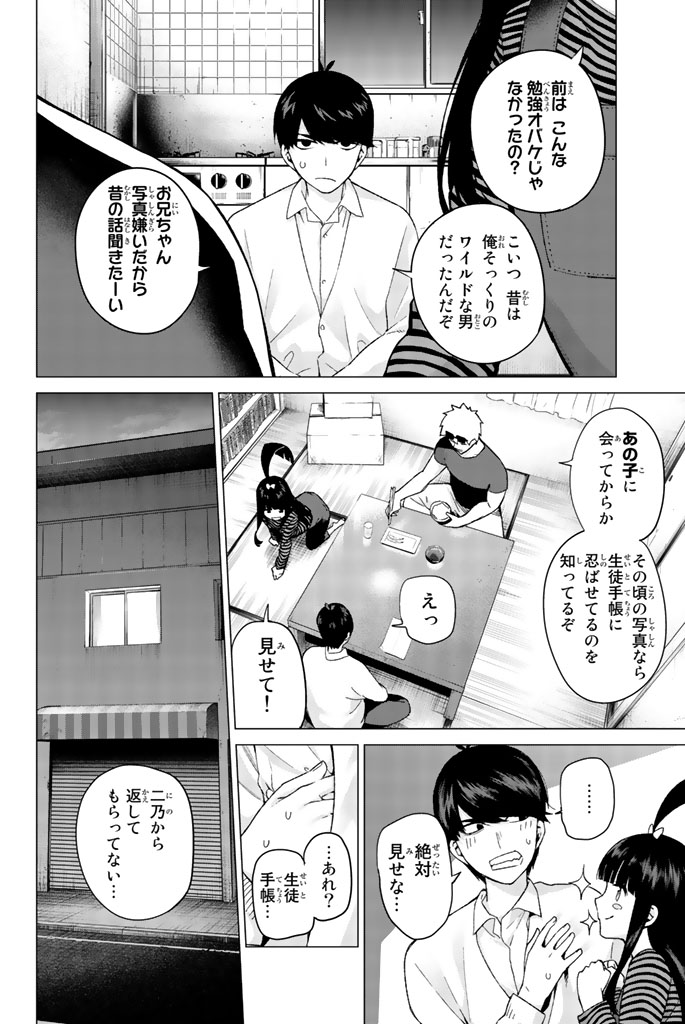 前は こんな
勉強オバケじゃ
なかったの?
こいつ 昔は
俺そっくりの
ワイルドな男
だったんだぞ
お兄ちゃん
写真嫌いだから
昔の話聞きたーい
あの子に
会ってからか
その頃の写真なら
生徒手帳に
忍ばせてるのを
知ってるぞ
えっ
見せて!
……
絶対
見せな…
…あれ?
生徒
手帳…
二乃から
返して
もらってない…